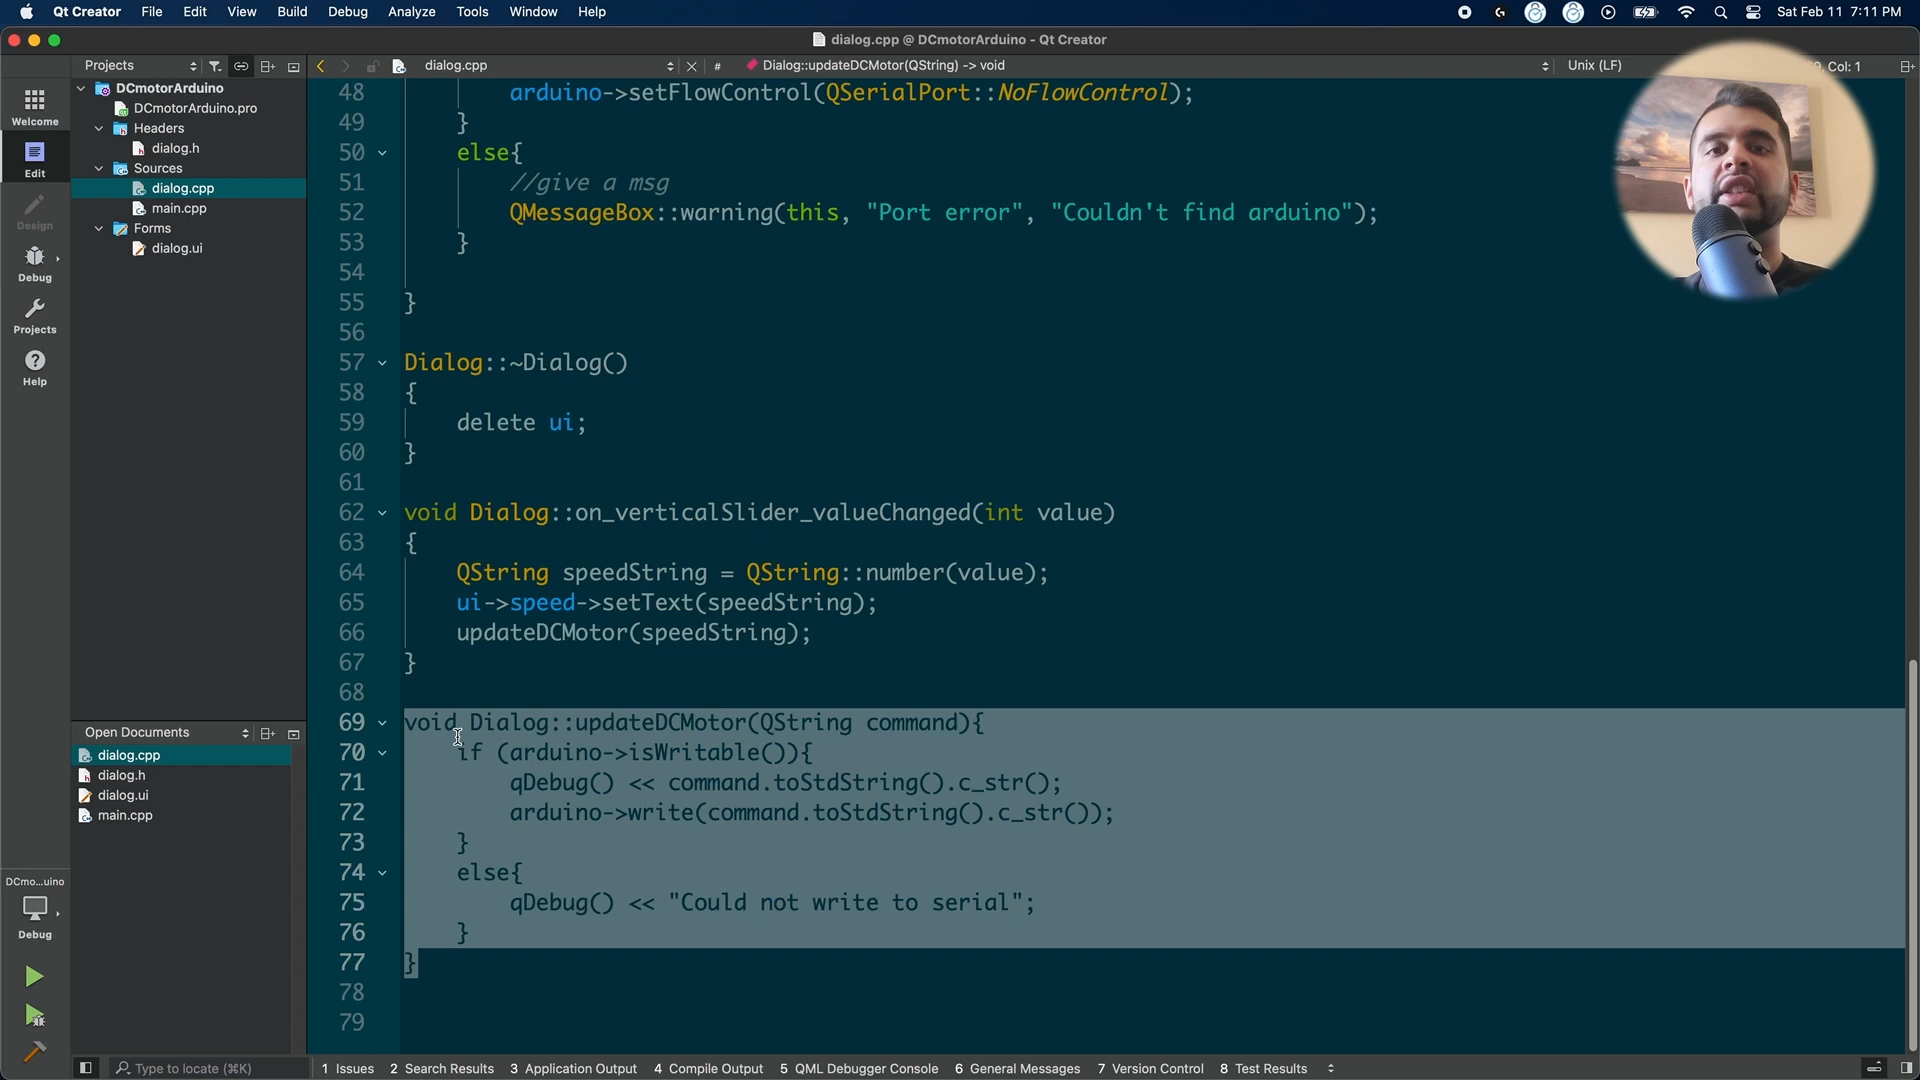 Qt Creator File Edit View Build Debug Analyze Tools Window Help Sat Feb 11 7:11 PM
dialog.cpp @ DCmotorArduino - Qt Creator
Projects dialog.cpp # Dialog::updateDCMotor(QString) -> void Unix (LF) , Col: 1
Welcome
Edit
Design
Debug
Projects
Help
DCmotorArduino
DCmotorArduino.pro
Headers
dialog.h
Sources
dialog.cpp
main.cpp
Forms
dialog.ui
Open Documents
dialog.cpp
dialog.h
dialog.ui
main.cpp
DCmo...uino
Debug
48 arduino->setFlowControl(QSerialPort::NoFlowControl);
49 }
50 else{
51 //give a msg
52 QMessageBox::warning(this, "Port error", "Couldn't find arduino");
53 }
54
55 }
56
57 Dialog::~Dialog()
58 {
59 delete ui;
60 }
61
62 void Dialog::on_verticalSlider_valueChanged(int value)
63 {
64 QString speedString = QString::number(value);
65 ui->speed->setText(speedString);
66 updateDCMotor(speedString);
67 }
68
69 void Dialog::updateDCMotor(QString command){
70 if (arduino->isWritable()){
71 qDebug() << command.toStdString().c_str();
72 arduino->write(command.toStdString().c_str());
73 }
74 else{
75 qDebug() << "Could not write to serial";
76 }
77 }
78
79
Type to locate (⌘K) 1 Issues 2 Search Results 3 Application Output 4 Compile Output 5 QML Debugger Console 6 General Messages 7 Version Control 8 Test Results